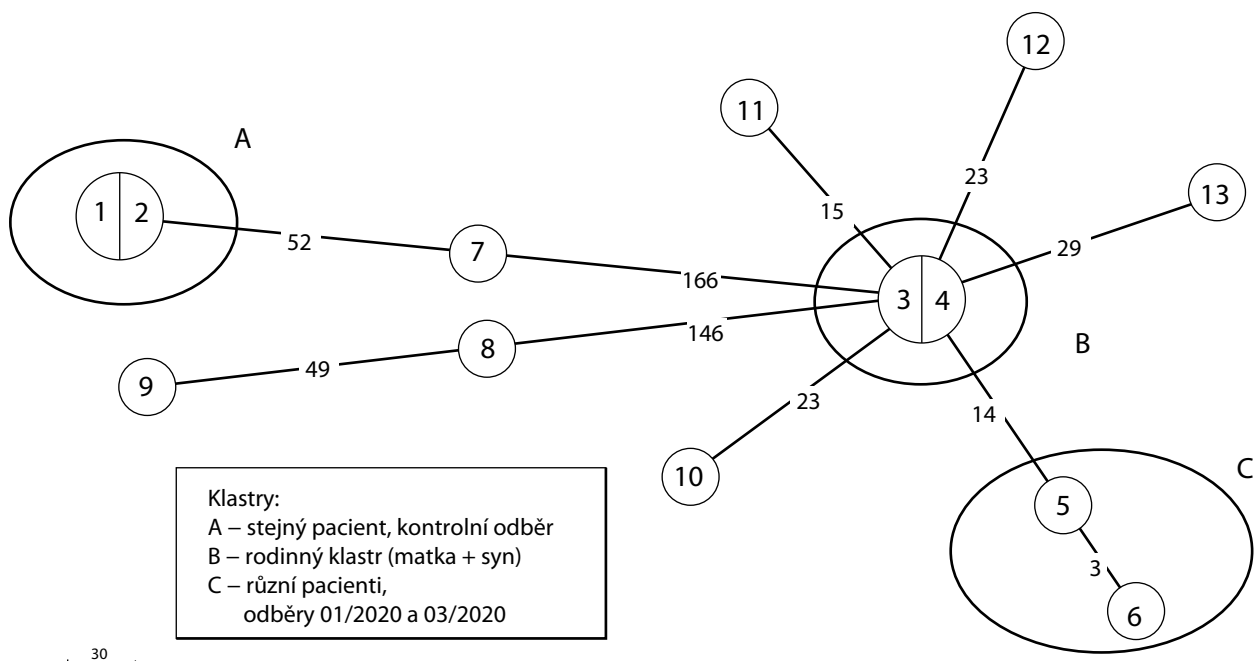 12
11
A
13
23
15
1 2
7
29
52
3 4
166
8
146
B
49
9
23
14
10
C
Klastry:
A – stejný pacient, kontrolní odběr
B – rodinný klastr (matka + syn)
C – různí pacienti,
odběry 01/2020 a 03/2020
5
3
6
30